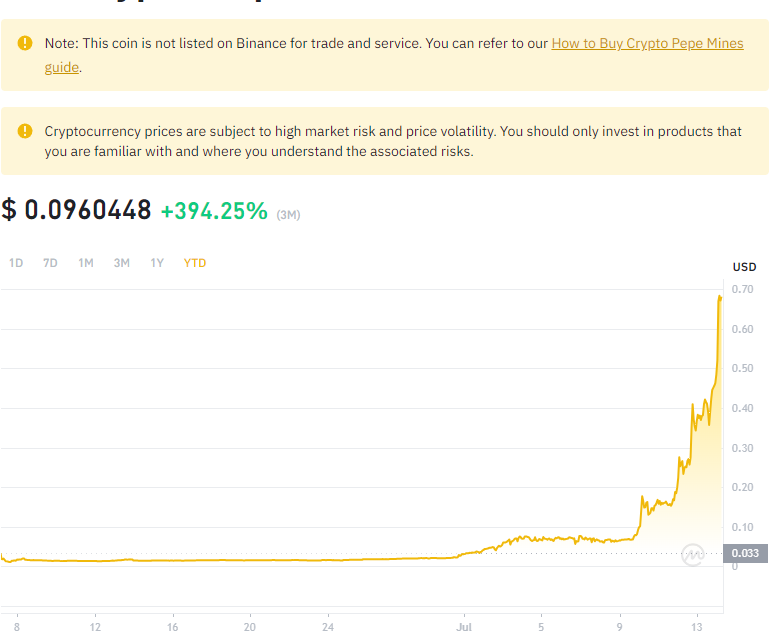 Note: This coin is not listed on Binance for trade and service. You can refer to our How to Buy Crypto Pepe Mines
guide.
Cryptocurrency prices are subject to high market risk and price volatility. You should only invest in products that
you are familiar with and where you understand the associated risks.
$ 0.0960448 +394.25% (3M)
1D 7D 1M 3M 1Y YTD
USD
0.70
0.60
0.50
0.40
0.30
0.20
0.10
0.033
0
8 12 16 20 24 Jul 5 9 13